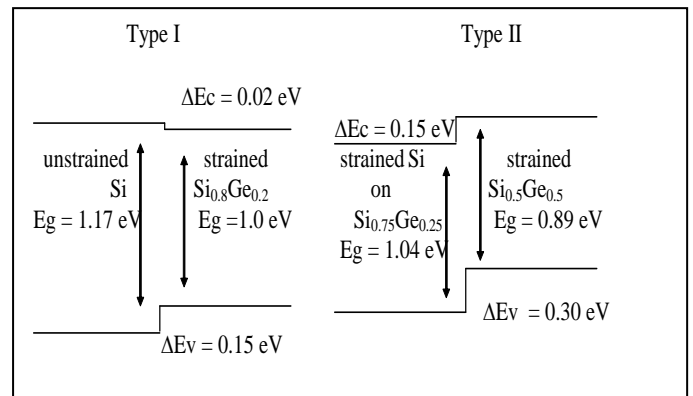 Type I
ΔEc = 0.02 eV
unstrained
Si
Eg = 1.17 eV
strained
Si0.8Ge0.2
Eg =1.0 eV
ΔEv = 0.15 eV
Type II
ΔEc = 0.15 eV
strained Si
on
Si0.75Ge0.25
Eg = 1.04 eV
strained
Si0.5Ge0.5
Eg = 0.89 eV
ΔEv = 0.30 eV